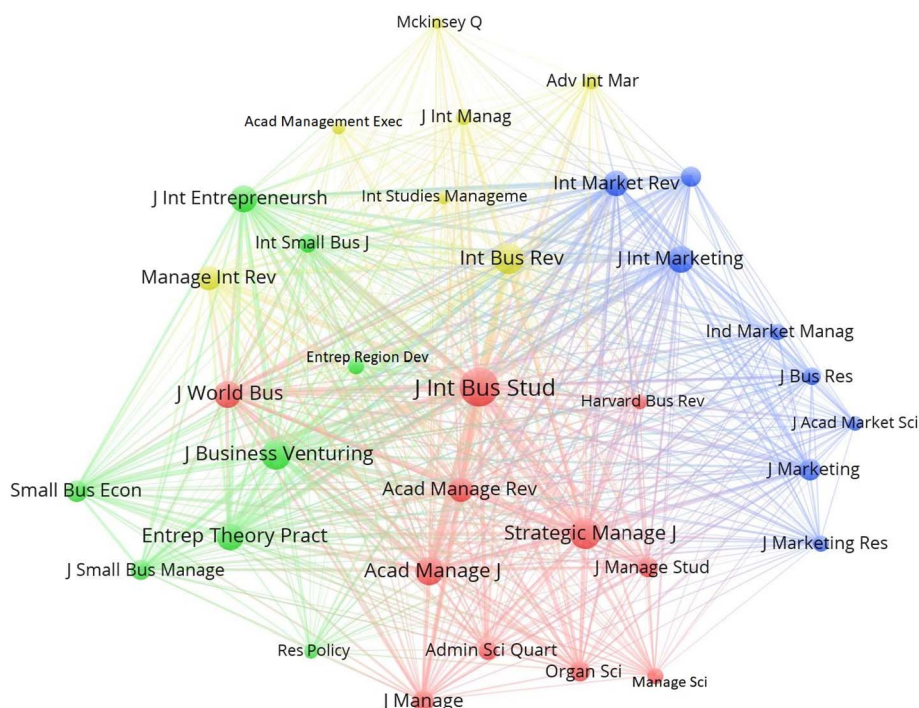 Mckinsey Q
Adv Int Mar
J Int Manag
Acad Management Exec
Int Market Rev
J Int Entrepreneursh
Int Studies Manageme
Int Small Bus J
Int Bus Rev
J Int Marketing
Manage Int Rev
Ind Market Manag
Entrep Region Dev
J Bus Res
J World Bus
J Int Bus Stud
Harvard Bus Rev
J Acad Market Sci
J Business Venturing
J Marketing
Small Bus Econ
Acad Manage Rev
Entrep Theory Pract
Strategic Manage J
J Marketing Res
J Small Bus Manage
Acad Manage J
J Manage Stud
Res Policy
Admin Sci Quart
Organ Sci
Manage Sci
J Manage